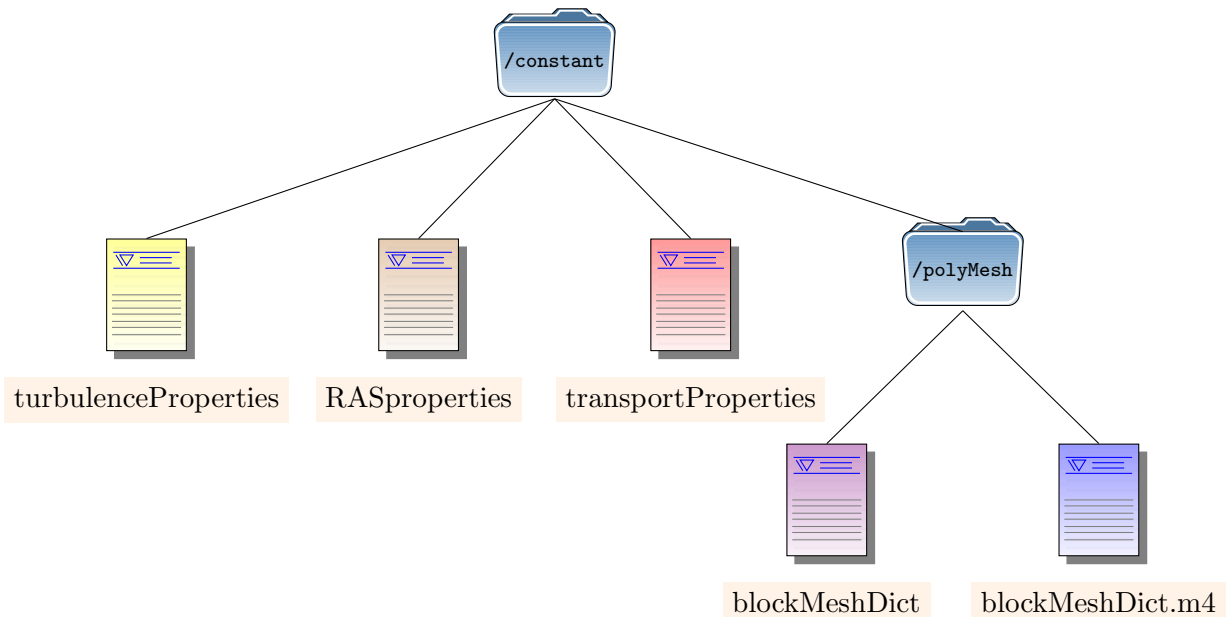 /constant
/polyMesh
turbulenceProperties
RASproperties
transportProperties
blockMeshDict
blockMeshDict.m4